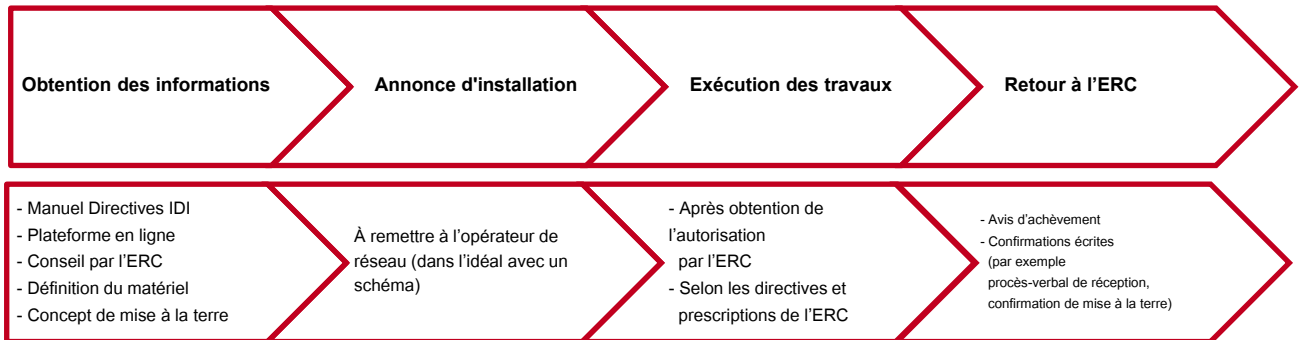 Obtention des informations
Annonce d'installation
Exécution des travaux
Retour à l’ERC
- Manuel Directives IDI
- Plateforme en ligne
- Conseil par l’ERC
- Définition du matériel
- Concept de mise à la terre
À remettre à l’opérateur de
réseau (dans l’idéal avec un
schéma)
- Après obtention de
l’autorisation
par l’ERC
- Selon les directives et
prescriptions de l’ERC
- Avis d’achèvement
- Confirmations écrites
(par exemple
procès-verbal de réception,
confirmation de mise à la terre)